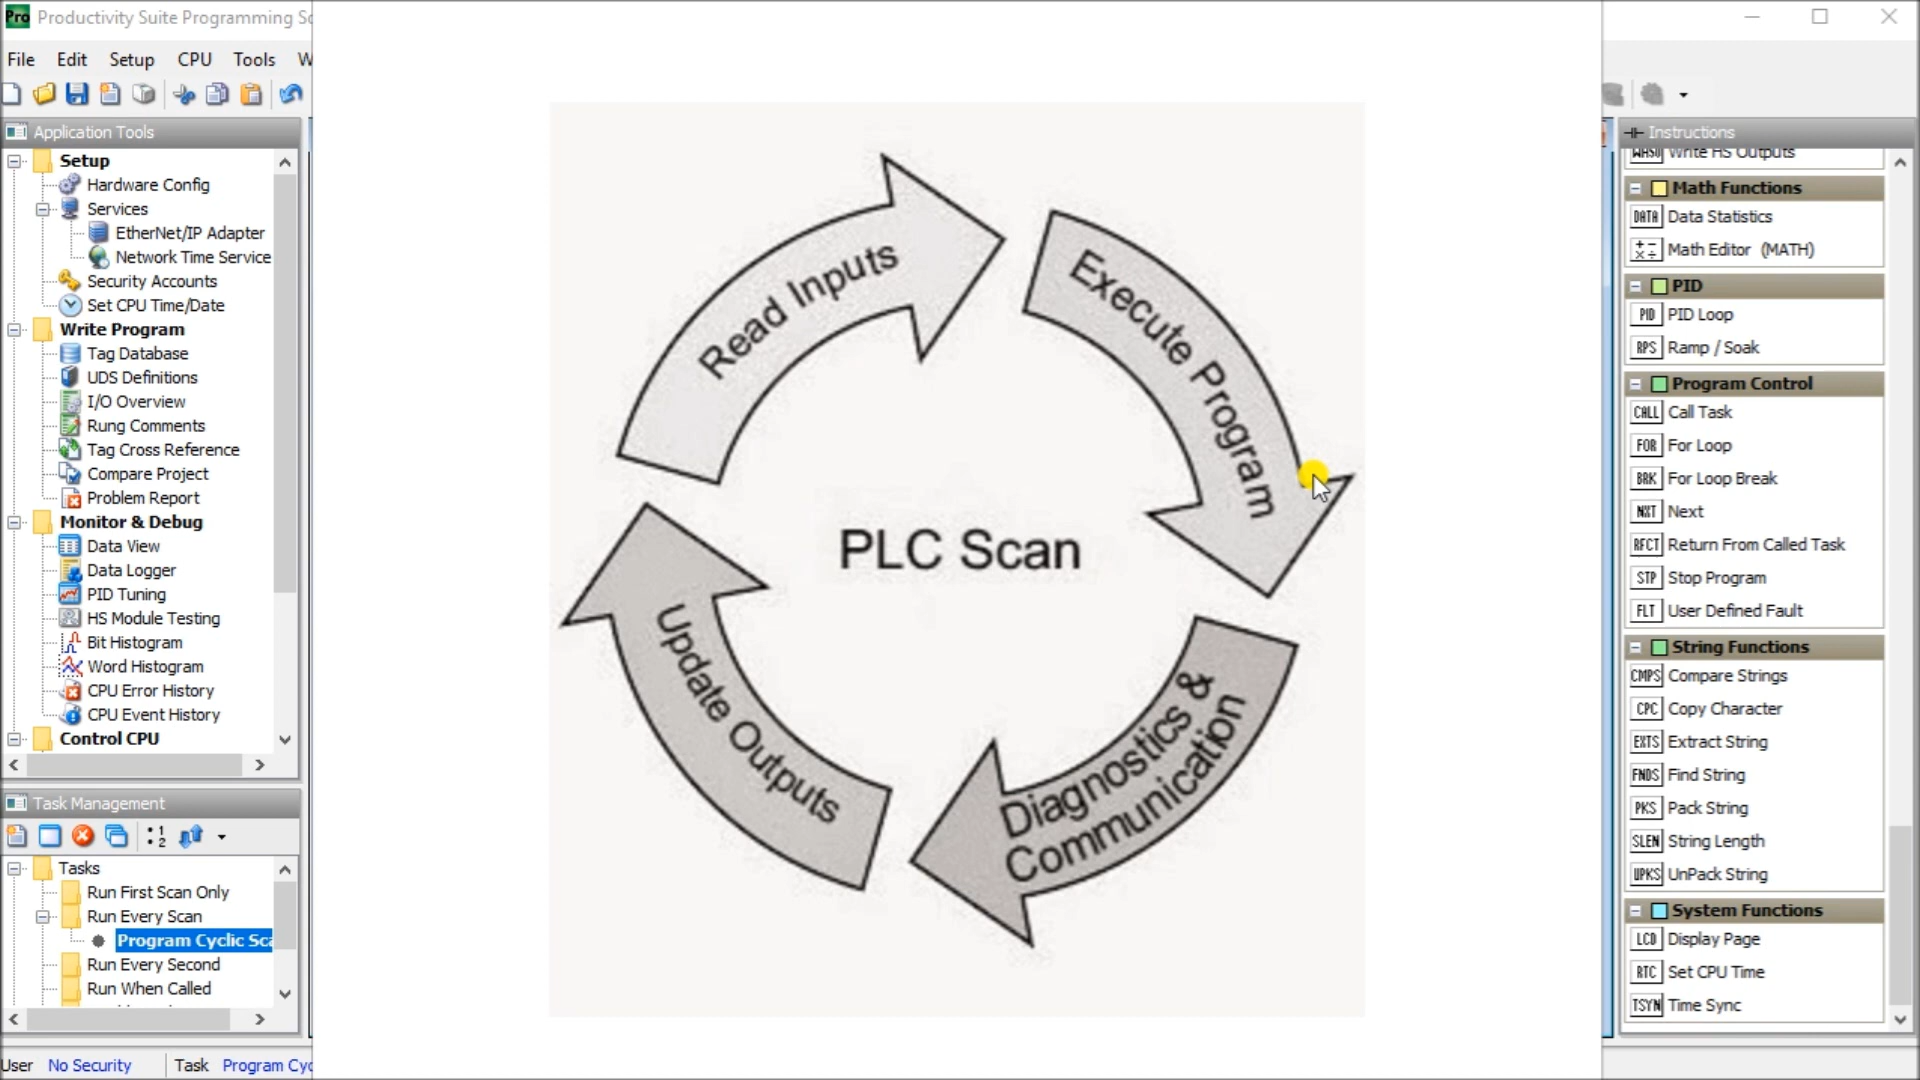 Pro Productivity Suite Programming So
File Edit Setup CPU Tools W
Application Tools
Setup
Hardware Config
Services
EtherNet/IP Adapter
Network Time Service
Security Accounts
Set CPU Time/Date
Write Program
Tag Database
UDS Definitions
I/O Overview
Rung Comments
Tag Cross Reference
Compare Project
Problem Report
Monitor & Debug
Data View
Data Logger
PID Tuning
HS Module Testing
Bit Histogram
Word Histogram
CPU Error History
CPU Event History
Control CPU
Task Management
Tasks
Run First Scan Only
Run Every Scan
Program Cyclic Sca
Run Every Second
Run When Called
User No Security Task Program Cyc
Read Inputs
Execute Program
PLC Scan
Diagnostics &
Communication
Update Outputs
Instructions
Write HS Outputs
Math Functions
DATA Data Statistics
Math Editor (MATH)
PID
PID PID Loop
RPS Ramp / Soak
Program Control
CALL Call Task
FOR For Loop
BRK For Loop Break
NXT Next
RFCT Return From Called Task
STP Stop Program
FLT User Defined Fault
String Functions
CMPS Compare Strings
CPC Copy Character
EXTS Extract String
FNDS Find String
PKS Pack String
SLEN String Length
UPKS UnPack String
System Functions
LCD Display Page
RTC Set CPU Time
TSYN Time Sync